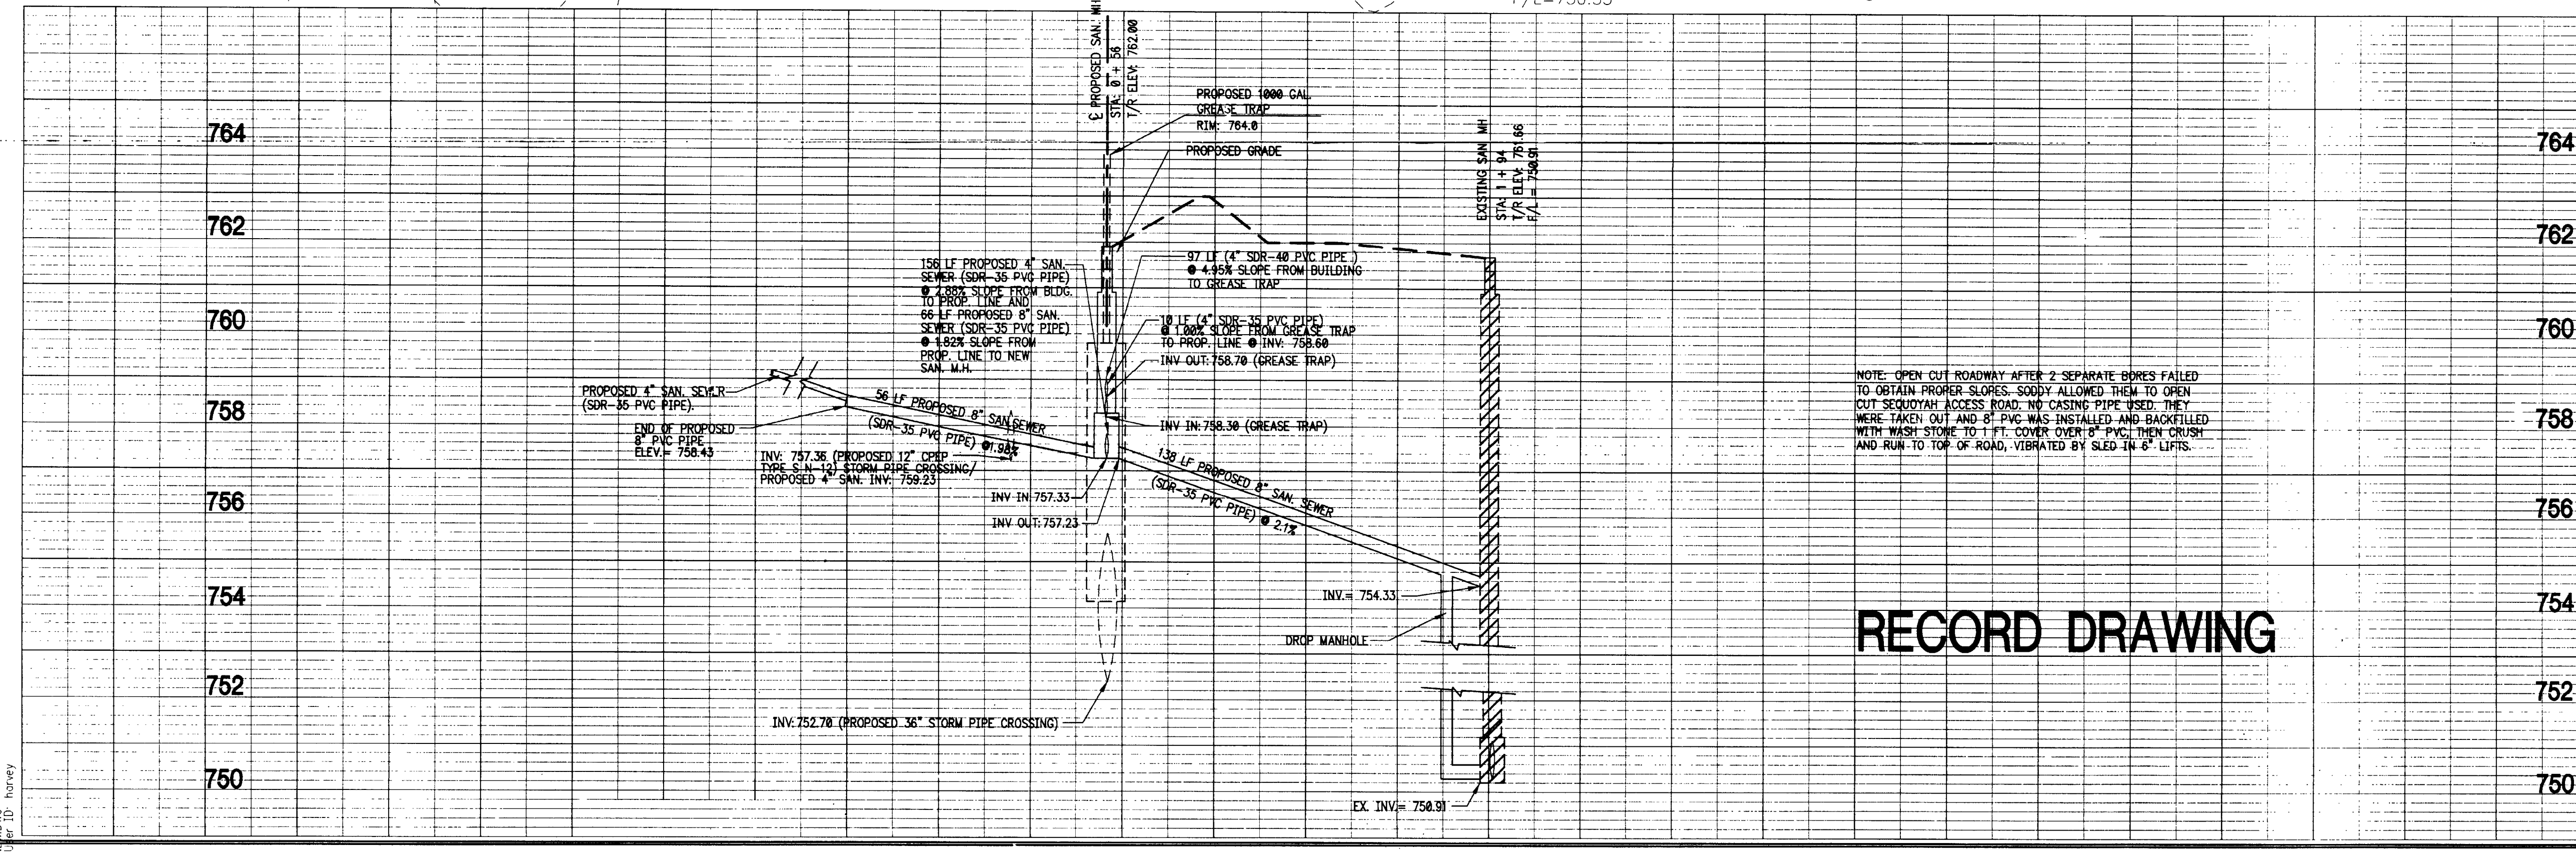 P/L=750.55
℄ PROPOSED SAN. MH
STA: 0 + 56
T/R ELEV: 762.00
PROPOSED 1000 GAL.
GREASE TRAP
RIM: 764.0
PROPOSED GRADE
EXISTING SAN MH
STA: 1 + 94
T/R ELEV: 761.66
F/L = 750.91
764
764
762
762
760
760
758
758
756
756
754
754
752
752
750
750
156 LF PROPOSED 4" SAN.
SEWER (SDR-35 PVC PIPE)
@ 2.88% SLOPE FROM BLDG.
TO PROP. LINE AND
66 LF PROPOSED 8" SAN.
SEWER (SDR-35 PVC PIPE)
@ 1.82% SLOPE FROM
PROP. LINE TO NEW
SAN. M.H.
97 LF (4" SDR-40 PVC PIPE )
@ 4.95% SLOPE FROM BUILDING
TO GREASE TRAP
10 LF (4" SDR-35 PVC PIPE)
@ 1.00% SLOPE FROM GREASE TRAP
TO PROP. LINE @ INV: 758.60
INV OUT: 758.70 (GREASE TRAP)
INV IN: 758.30 (GREASE TRAP)
PROPOSED 4" SAN. SEWER
(SDR-35 PVC PIPE).
END OF PROPOSED
8" PVC PIPE
ELEV.= 758.43
56 LF PROPOSED 8" SAN SEWER
(SDR-35 PVC PIPE) @1.98%
INV: 757.36 (PROPOSED 12" CPEP
TYPE S N-12) STORM PIPE CROSSING/
PROPOSED 4" SAN. INV: 759.23
INV IN 757.33
INV OUT: 757.23
138 LF PROPOSED 8" SAN. SEWER
(SDR-35 PVC PIPE) @ 2.1%
INV.= 754.33
DROP MANHOLE
INV: 752.70 (PROPOSED 36" STORM PIPE CROSSING)
EX. INV.= 750.91
NOTE: OPEN CUT ROADWAY AFTER 2 SEPARATE BORES FAILED
TO OBTAIN PROPER SLOPES. SODDY ALLOWED THEM TO OPEN
CUT SEQUOYAH ACCESS ROAD. NO CASING PIPE USED. THEY
WERE TAKEN OUT AND 8" PVC WAS INSTALLED AND BACKFILLED
WITH WASH STONE TO 1 FT. COVER OVER 8" PVC, THEN CRUSH
AND RUN TO TOP OF ROAD, VIBRATED BY SLED IN 6" LIFTS.
RECORD DRAWING
User ID: harvey